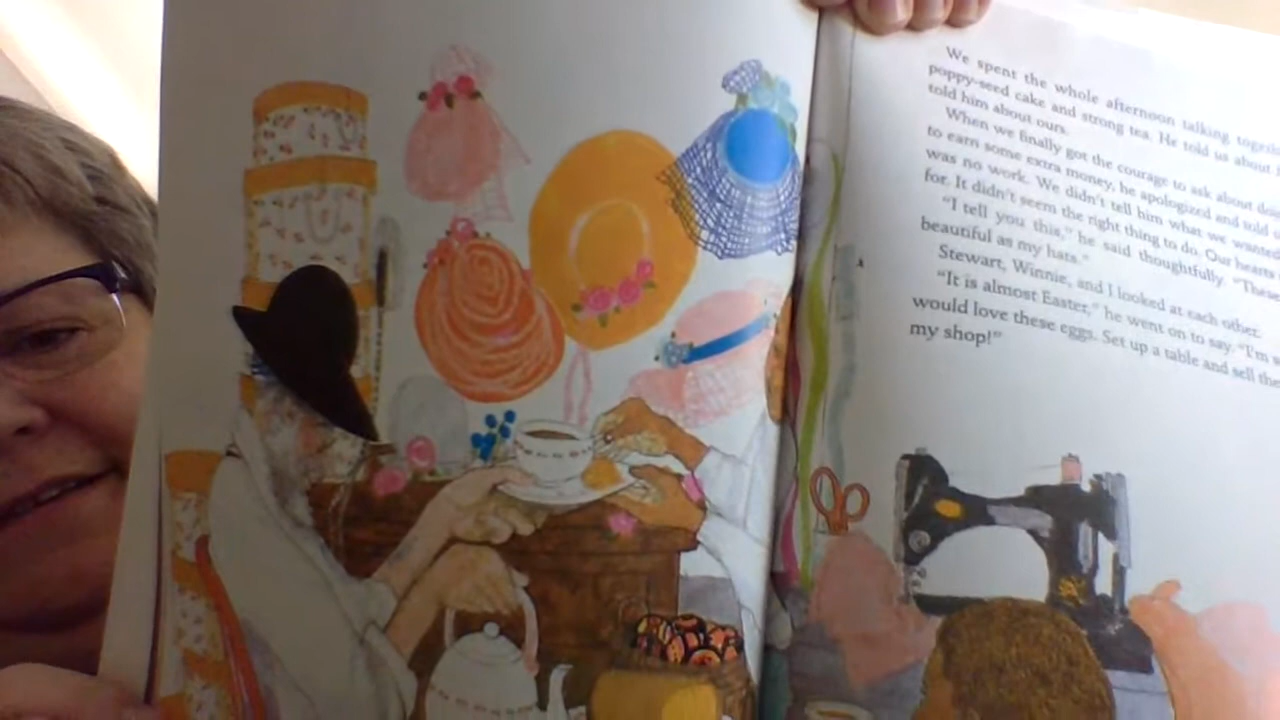 We spent the whole afternoon talking
poppy-seed cake and strong tea. He told us about
told him about ours.
When we finally got the courage to ask about
to earn some extra money, he apologized and told
was no work. We didn't tell him what we wanted
for. It didn't seem the right thing to do. Our hearts
"I tell you this," he said thoughtfully. "These
beautiful as my hats."
Stewart, Winnie, and I looked at each other.
"It is almost Easter," he went on to say. "I'm
would love these eggs. Set up a table and sell
my shop!"